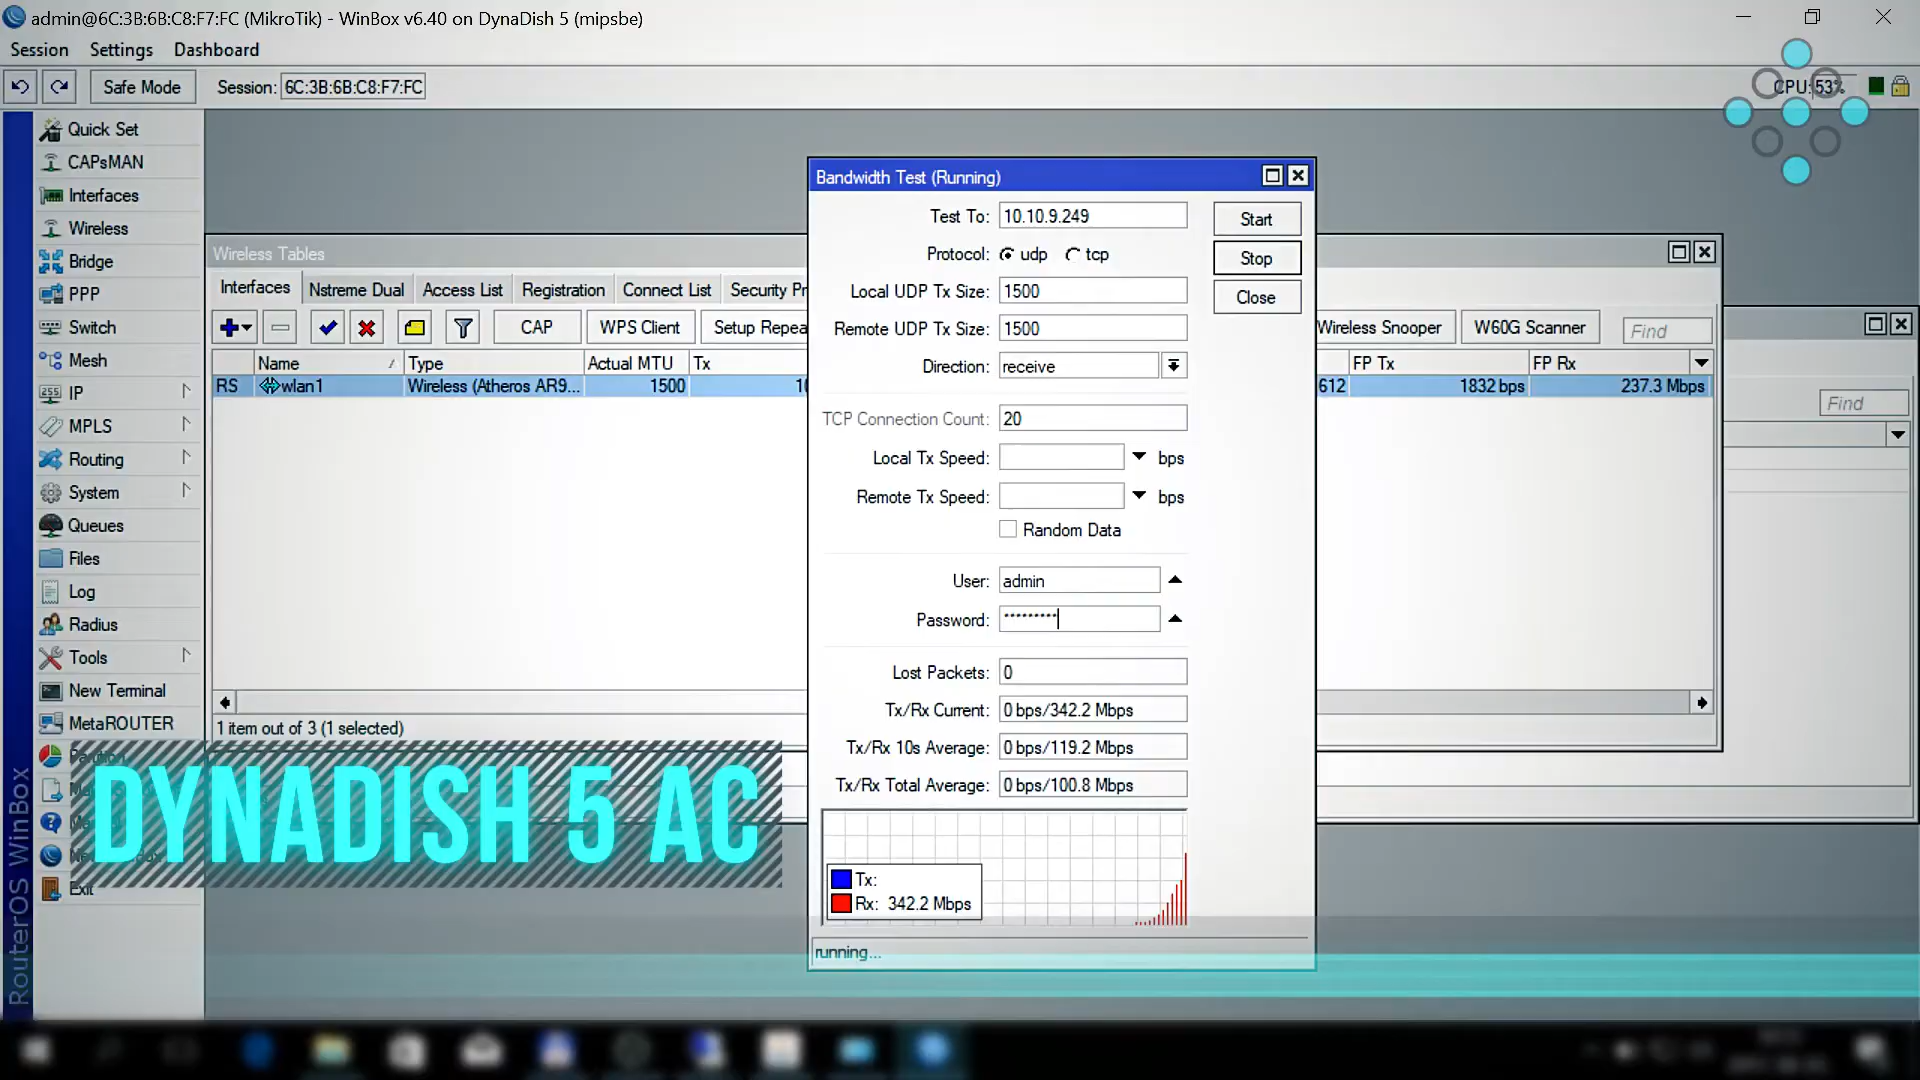 admin@6C:3B:6B:C8:F7:FC (MikroTik) - WinBox v6.40 on DynaDish 5 (mipsbe)
Session Settings Dashboard
Safe Mode Session: 6C:3B:6B:C8:F7:FC CPU: 53%
Quick Set
CAPsMAN
Interfaces
Wireless
Bridge
PPP
Switch
Mesh
IP
MPLS
Routing
System
Queues
Files
Log
Radius
Tools
New Terminal
MetaROUTER
Exit
RouterOS WinBox
Wireless Tables
Interfaces Nstreme Dual Access List Registration Connect List Security Pr
CAP WPS Client Setup Repea Wireless Snooper W60G Scanner Find
Name Type Actual MTU Tx FP Tx FP Rx
RS wlan1 Wireless (Atheros AR9... 1500 10 612 1832 bps 237.3 Mbps
1 item out of 3 (1 selected)
Find
Bandwidth Test (Running)
Test To: 10.10.9.249
Protocol: udp tcp
Local UDP Tx Size: 1500
Remote UDP Tx Size: 1500
Direction: receive
TCP Connection Count: 20
Local Tx Speed: bps
Remote Tx Speed: bps
Random Data
User: admin
Password: *********
Lost Packets: 0
Tx/Rx Current: 0 bps/342.2 Mbps
Tx/Rx 10s Average: 0 bps/119.2 Mbps
Tx/Rx Total Average: 0 bps/100.8 Mbps
Tx:
Rx: 342.2 Mbps
running...
Start
Stop
Close
DYNADISH 5 AC